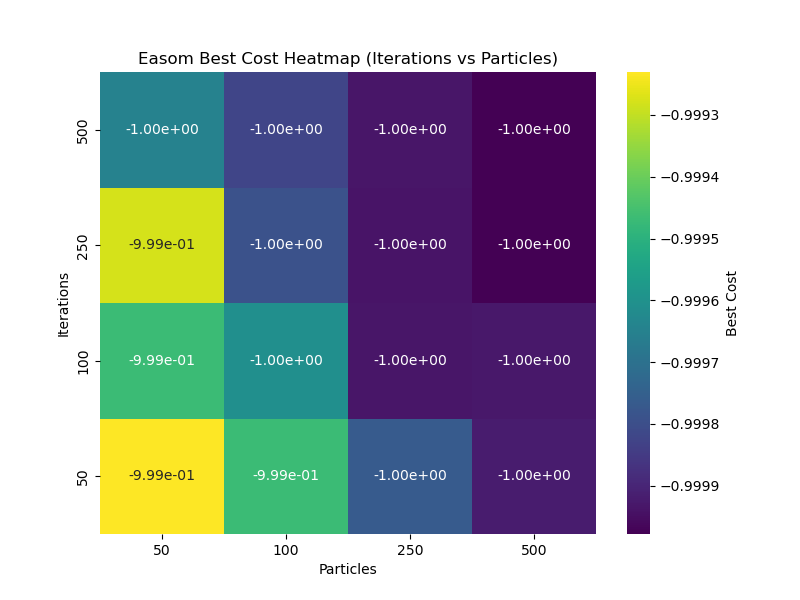 Easom Best Cost Heatmap (Iterations vs Particles)
500 -1.00e+00 -1.00e+00 -1.00e+00 -1.00e+00
250 -9.99e-01 -1.00e+00 -1.00e+00 -1.00e+00
100 -9.99e-01 -1.00e+00 -1.00e+00 -1.00e+00
50 -9.99e-01 -9.99e-01 -1.00e+00 -1.00e+00
50 100 250 500
Particles
Iterations
−0.9993
−0.9994
−0.9995
−0.9996
−0.9997
−0.9998
−0.9999
Best Cost